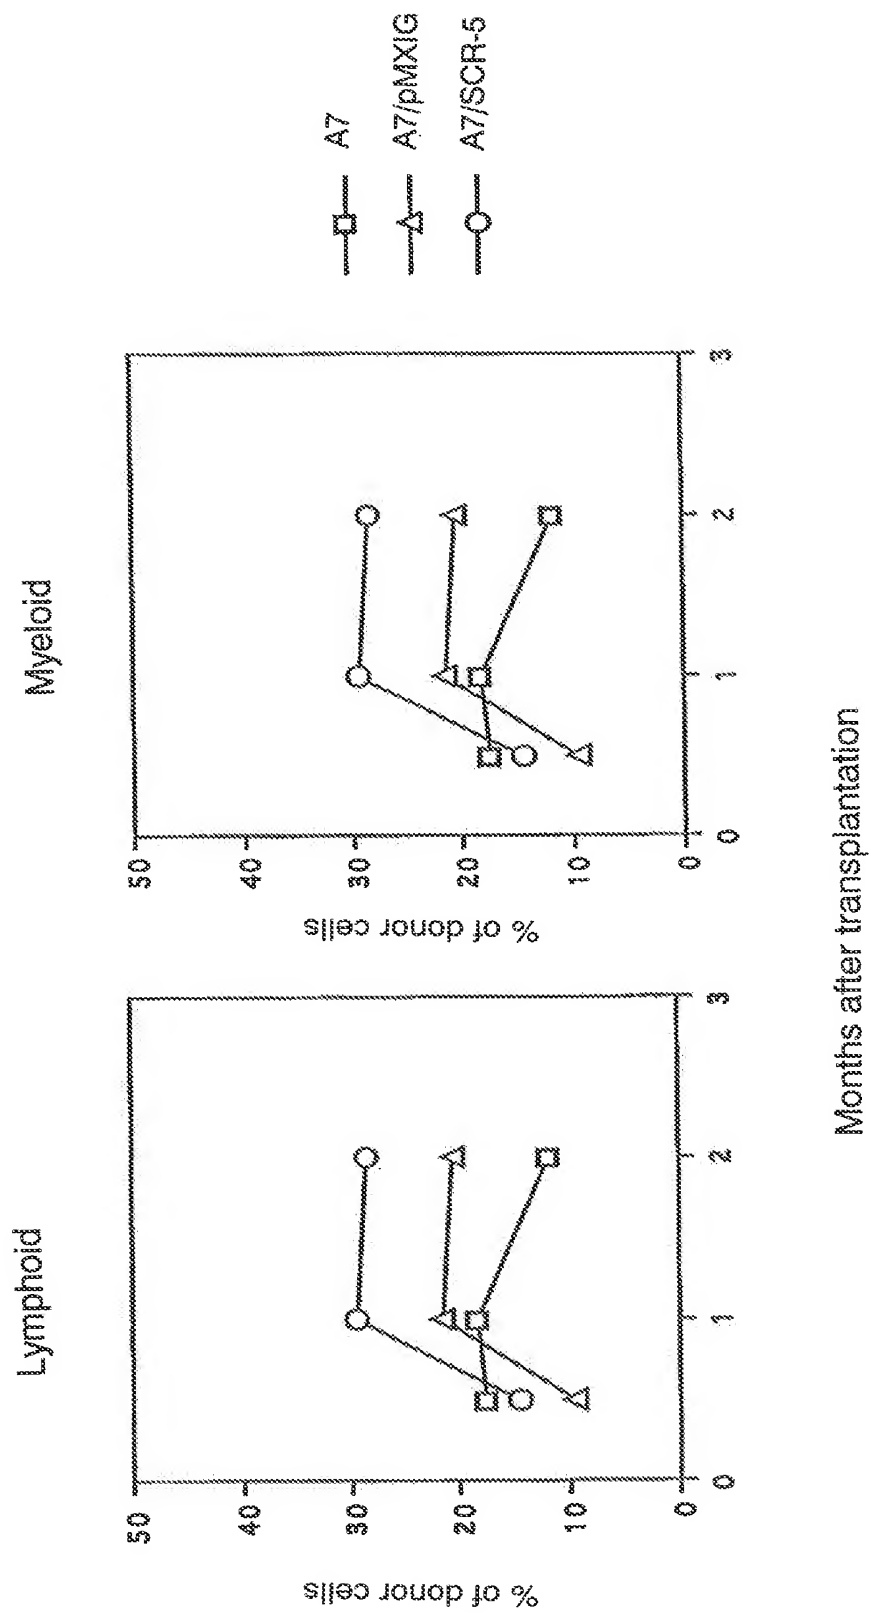 Lymphoid
% of donor cells
50
40
30
20
10
0
0
1
2
3
Myeloid
% of donor cells
50
40
30
20
10
0
0
1
2
3
Months after transplantation
A7
A7/pMXIG
A7/SCR-5